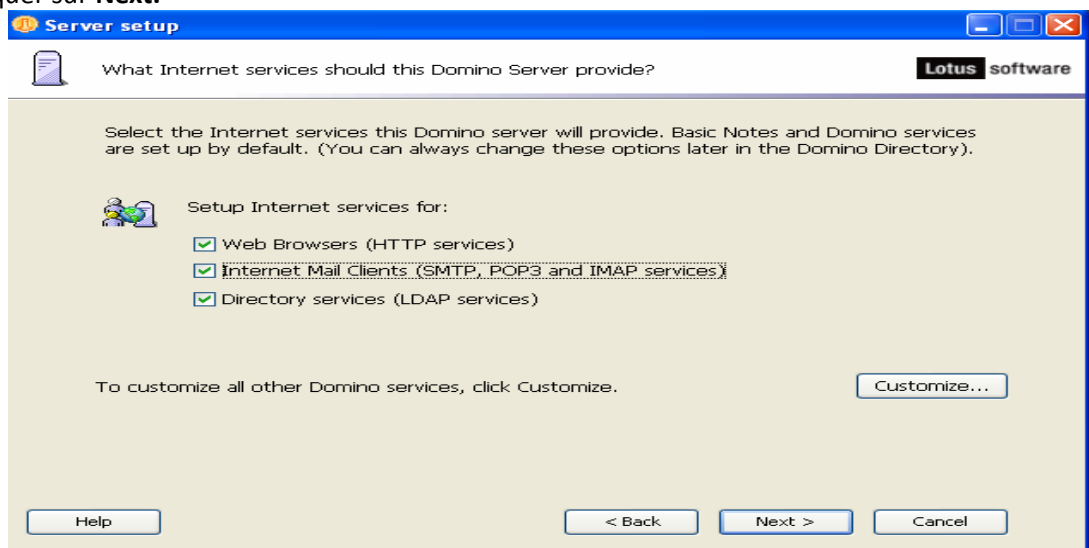 quer sur Next.
Server setup
What Internet services should this Domino Server provide?
Lotus software
Select the Internet services this Domino server will provide. Basic Notes and Domino services
are set up by default. (You can always change these options later in the Domino Directory).
Setup Internet services for:
Web Browsers (HTTP services)
Internet Mail Clients (SMTP, POP3 and IMAP services)
Directory services (LDAP services)
To customize all other Domino services, click Customize.
Customize...
Help
< Back
Next >
Cancel